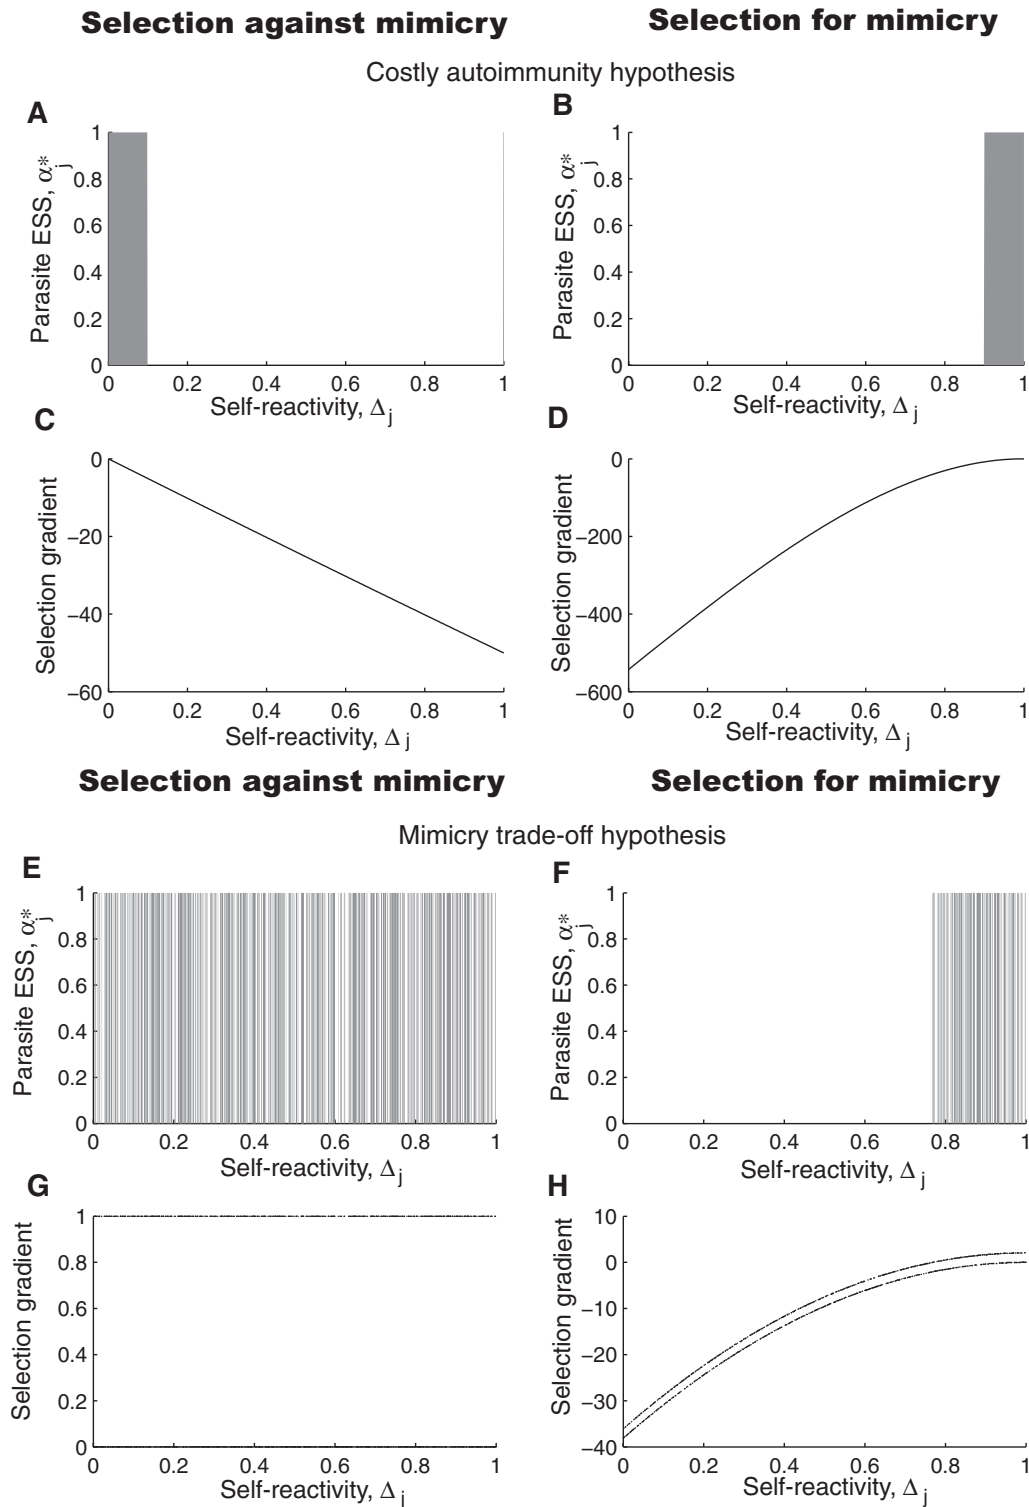 Selection against mimicry
Selection for mimicry
Costly autoimmunity hypothesis
A
Parasite ESS, α*j
1
0.8
0.6
0.4
0.2
0
0 0.2 0.4 0.6 0.8 1
Self-reactivity, Δj
B
Parasite ESS, α*j
1
0.8
0.6
0.4
0.2
0
0 0.2 0.4 0.6 0.8 1
Self-reactivity, Δj
C
Selection gradient
0
−20
−40
−60
0 0.2 0.4 0.6 0.8 1
Self-reactivity, Δj
D
Selection gradient
0
−200
−400
−600
0 0.2 0.4 0.6 0.8 1
Self-reactivity, Δj
Selection against mimicry
Selection for mimicry
Mimicry trade-off hypothesis
E
Parasite ESS, α*j
1
0.8
0.6
0.4
0.2
0
0 0.2 0.4 0.6 0.8 1
Self-reactivity, Δj
F
Parasite ESS, α*j
1
0.8
0.6
0.4
0.2
0
0 0.2 0.4 0.6 0.8 1
Self-reactivity, Δj
G
Selection gradient
1
0.8
0.6
0.4
0.2
0
0 0.2 0.4 0.6 0.8 1
Self-reactivity, Δj
H
Selection gradient
10
0
−10
−20
−30
−40
0 0.2 0.4 0.6 0.8 1
Self-reactivity, Δj